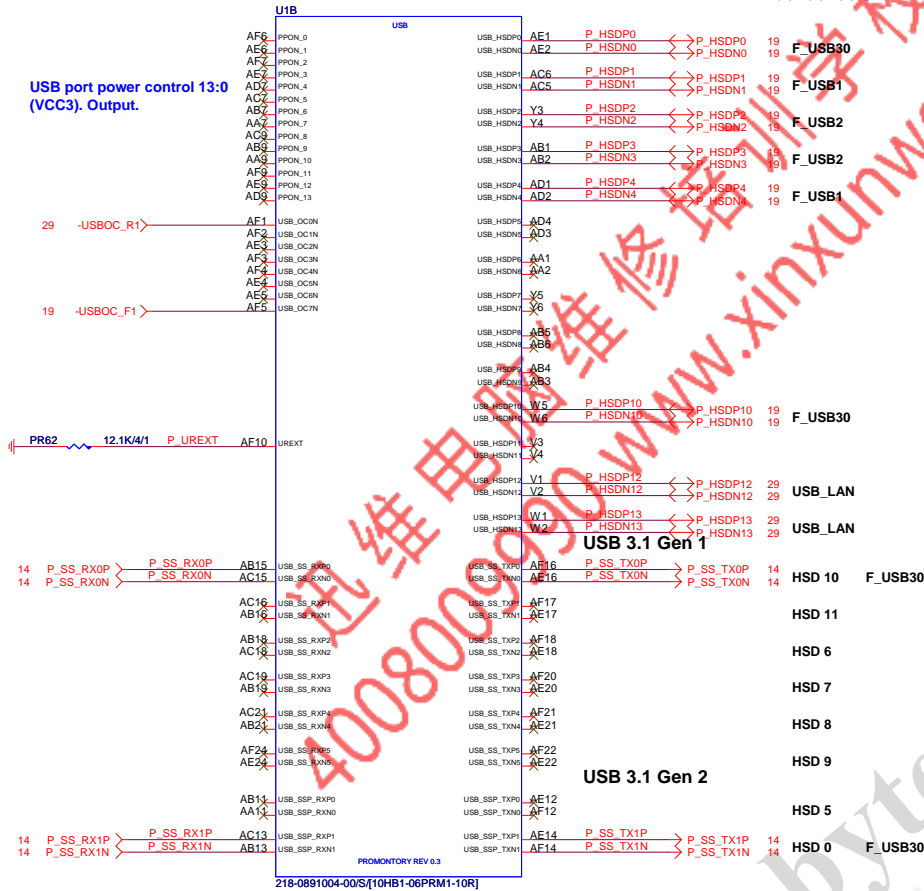 U1B
USB
USB port power control 13:0
(VCC3). Output.
AF6 PPON_0
AE6 PPON_1
AF7 PPON_2
AE7 PPON_3
AD7 PPON_4
AC7 PPON_5
AB7 PPON_6
AA7 PPON_7
AC9 PPON_8
AB9 PPON_9
AA9 PPON_10
AF9 PPON_11
AE9 PPON_12
AD9 PPON_13
29 -USBOC_R1 AF1 USB_OC0N
AF2 USB_OC1N
AE3 USB_OC2N
AF3 USB_OC3N
AF4 USB_OC4N
AE4 USB_OC5N
AE5 USB_OC6N
19 -USBOC_F1 AF5 USB_OC7N
PR62 12.1K/4/1 P_UREXT AF10 UREXT
USB_HSDP0 AE1 P_HSDP0 P_HSDP0 19
USB_HSDN0 AE2 P_HSDN0 P_HSDN0 19 F_USB30
USB_HSDP1 AC6 P_HSDP1 P_HSDP1 19
USB_HSDN1 AC5 P_HSDN1 P_HSDN1 19 F_USB1
USB_HSDP2 Y3 P_HSDP2 P_HSDP2 19
USB_HSDN2 Y4 P_HSDN2 P_HSDN2 19 F_USB2
USB_HSDP3 AB1 P_HSDP3 P_HSDP3 19
USB_HSDN3 AB2 P_HSDN3 P_HSDN3 19 F_USB2
USB_HSDP4 AD1 P_HSDP4 P_HSDP4 19
USB_HSDN4 AD2 P_HSDN4 P_HSDN4 19 F_USB1
USB_HSDP5 AD4
USB_HSDN5 AD3
USB_HSDP6 AA1
USB_HSDN6 AA2
USB_HSDP7 Y5
USB_HSDN7 Y6
USB_HSDP8 AB5
USB_HSDN8 AB6
USB_HSDP9 AB4
USB_HSDN9 AB3
USB_HSDP10 W5 P_HSDP10 P_HSDP10 19
USB_HSDN10 W6 P_HSDN10 P_HSDN10 19 F_USB30
USB_HSDP11 V3
USB_HSDN11 V4
USB_HSDP12 V1 P_HSDP12 P_HSDP12 29
USB_HSDN12 V2 P_HSDN12 P_HSDN12 29 USB_LAN
USB_HSDP13 W1 P_HSDP13 P_HSDP13 29
USB_HSDN13 W2 P_HSDN13 P_HSDN13 29 USB_LAN
USB 3.1 Gen 1
14 P_SS_RX0P P_SS_RX0P AB15 USB_SS_RXP0 USB_SS_TXP0 AF16 P_SS_TX0P P_SS_TX0P 14
14 P_SS_RX0N P_SS_RX0N AC15 USB_SS_RXN0 USB_SS_TXN0 AE16 P_SS_TX0N P_SS_TX0N 14 HSD 10 F_USB30
AC16 USB_SS_RXP1 USB_SS_TXP1 AF17
AB16 USB_SS_RXN1 USB_SS_TXN1 AE17 HSD 11
AB18 USB_SS_RXP2 USB_SS_TXP2 AF18
AC18 USB_SS_RXN2 USB_SS_TXN2 AE18 HSD 6
AC19 USB_SS_RXP3 USB_SS_TXP3 AF20
AB19 USB_SS_RXN3 USB_SS_TXN3 AE20 HSD 7
AC21 USB_SS_RXP4 USB_SS_TXP4 AF21
AB21 USB_SS_RXN4 USB_SS_TXN4 AE21 HSD 8
AF24 USB_SS_RXP5 USB_SS_TXP5 AF22
AE24 USB_SS_RXN5 USB_SS_TXN5 AE22 HSD 9
USB 3.1 Gen 2
AB11 USB_SSP_RXP0 USB_SSP_TXP0 AE12
AA11 USB_SSP_RXN0 USB_SSP_TXN0 AF12 HSD 5
14 P_SS_RX1P P_SS_RX1P AC13 USB_SSP_RXP1 USB_SSP_TXP1 AE14 P_SS_TX1P P_SS_TX1P 14
14 P_SS_RX1N P_SS_RX1N AB13 USB_SSP_RXN1 USB_SSP_TXN1 AF14 P_SS_TX1N P_SS_TX1N 14 HSD 0 F_USB30
PROMONTORY REV 0.3
218-0891004-00/S/[10HB1-06PRM1-10R]
迅维电脑维修培训学校
4008009990 www.xinxunw
byte